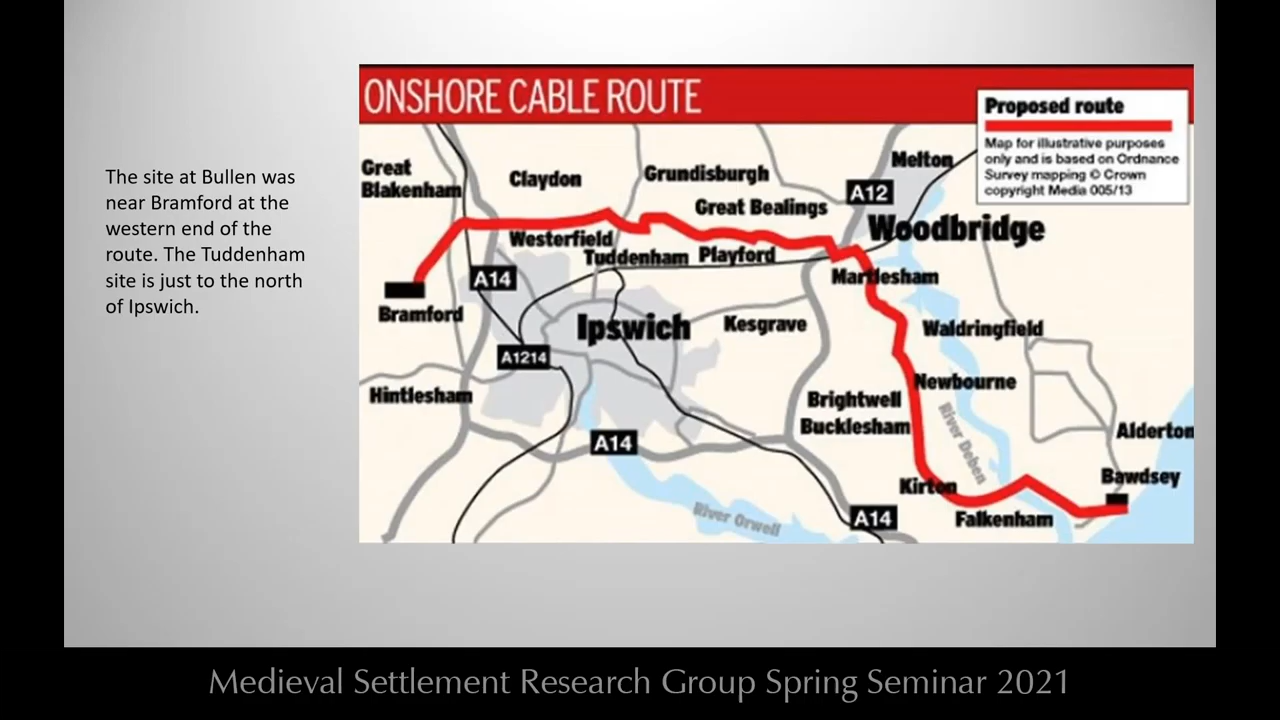 The site at Bullen was
near Bramford at the
western end of the
route. The Tuddenham
site is just to the north
of Ipswich.
ONSHORE CABLE ROUTE
Proposed route
Map for illustrative purposes
only and is based on Ordnance
Survey mapping © Crown
copyright Media 005/13
Great
Blakenham
Claydon
Grundisburgh
Melton
A12
Great Bealings
Woodbridge
Westerfield
Tuddenham
Playford
A14
Martlesham
Bramford
Ipswich
Kesgrave
Waldringfield
A1214
Hintlesham
Newbourne
Brightwell
Bucklesham
River Deben
Alderton
A14
Bawdsey
Kirton
River Orwell
A14
Falkenham
Medieval Settlement Research Group Spring Seminar 2021